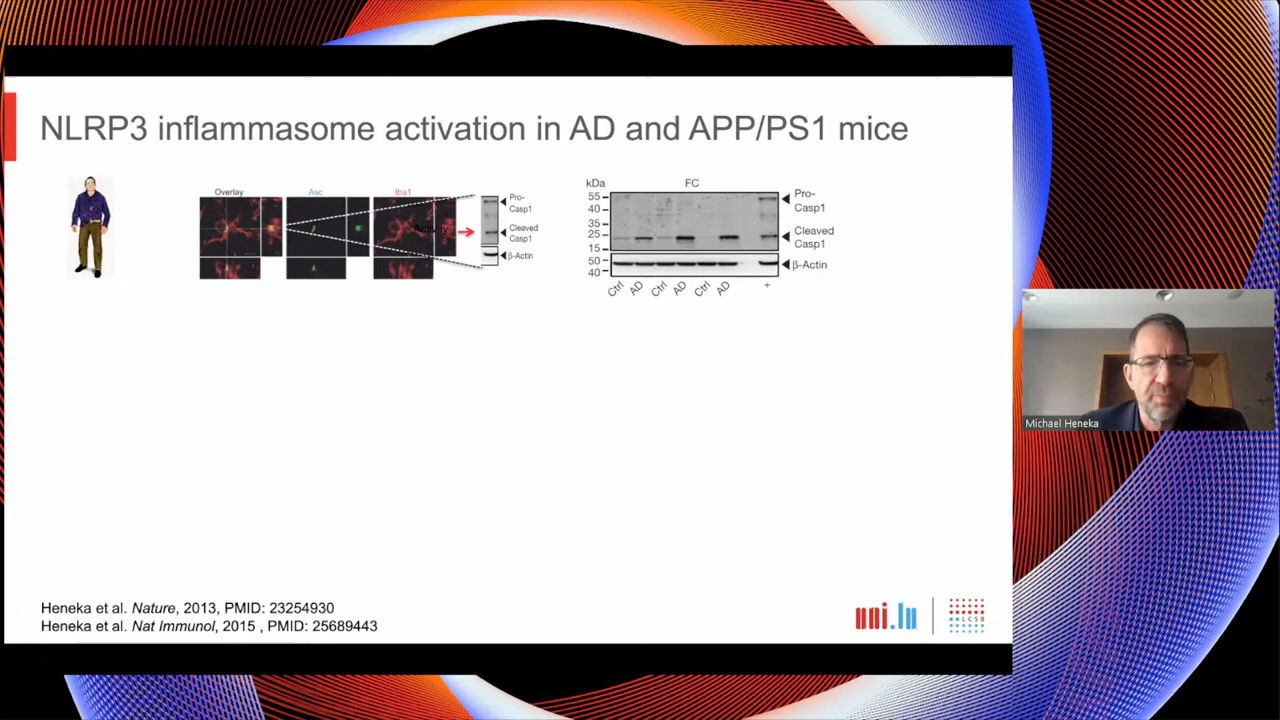 NLRP3 inflammasome activation in AD and APP/PS1 mice
Overlay
Asc
Iba1
Pro-
Casp1
Cleaved
Casp1
β-Actin
kDa
FC
55
40
35
25
15
50
40
Pro-
Casp1
Cleaved
Casp1
β-Actin
Ctrl AD Ctrl AD Ctrl AD +
Michael Heneka
Heneka et al. Nature, 2013, PMID: 23254930
Heneka et al. Nat Immunol, 2015 , PMID: 25689443
uni.lu
LCSB